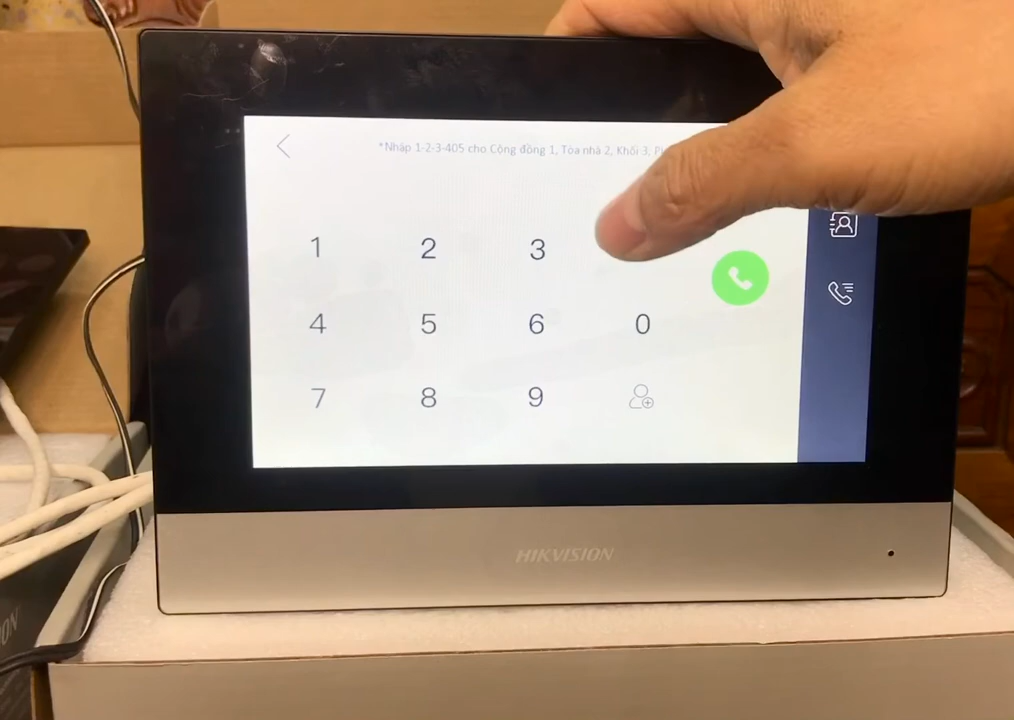 *Nhập 1-2-3-405 cho Cộng đồng 1, Tòa nhà 2, Khối 3,
1 2 3
4 5 6 0
7 8 9
HIKVISION